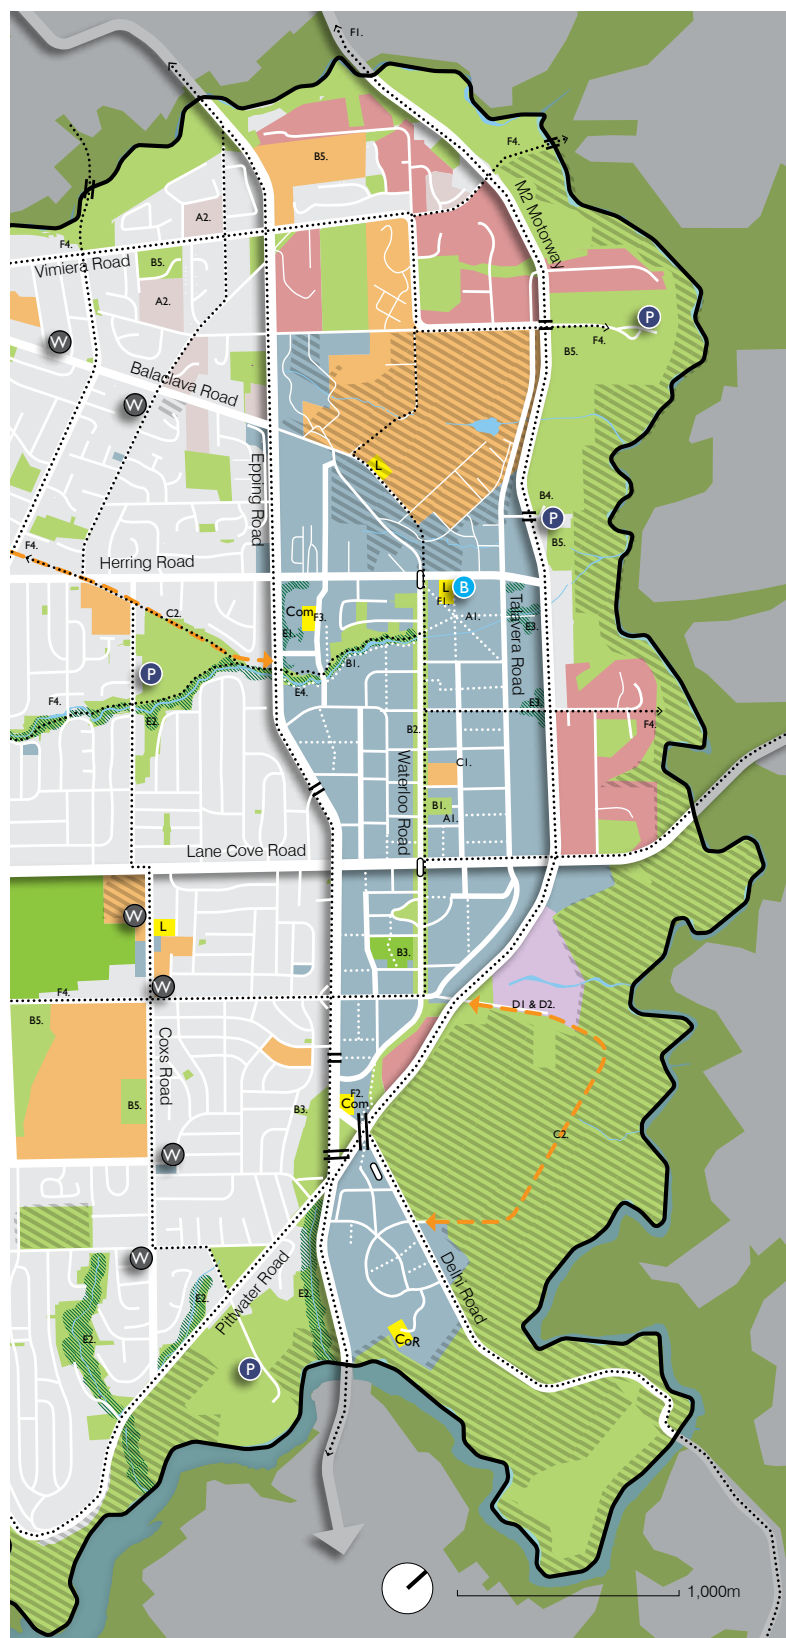 F1.
F4.
B5.
A2.
M2 Motorway
F4.
B5.
Vimiera Road
A2.
P
F4.
W
B5.
Balaclava Road
W
L
Epping Road
B4.
P
F4.
B5.
Herring Road
L
B
F1.
Talavera Road
C2.
Com
F3.
A1.
E1.
E3.
B1.
P
E4.
F4.
E3.
E2.
F4.
B2.
Waterloo Road
C1.
B1.
A1.
Lane Cove Road
W
L
B3.
W
F4.
D1 & D2.
B5.
Coxs Road
F2.
Com
B5.
B3.
C2.
W
W
Delhi Road
Pittwater Road
E2.
E2.
E2.
CoR
P
1,000m